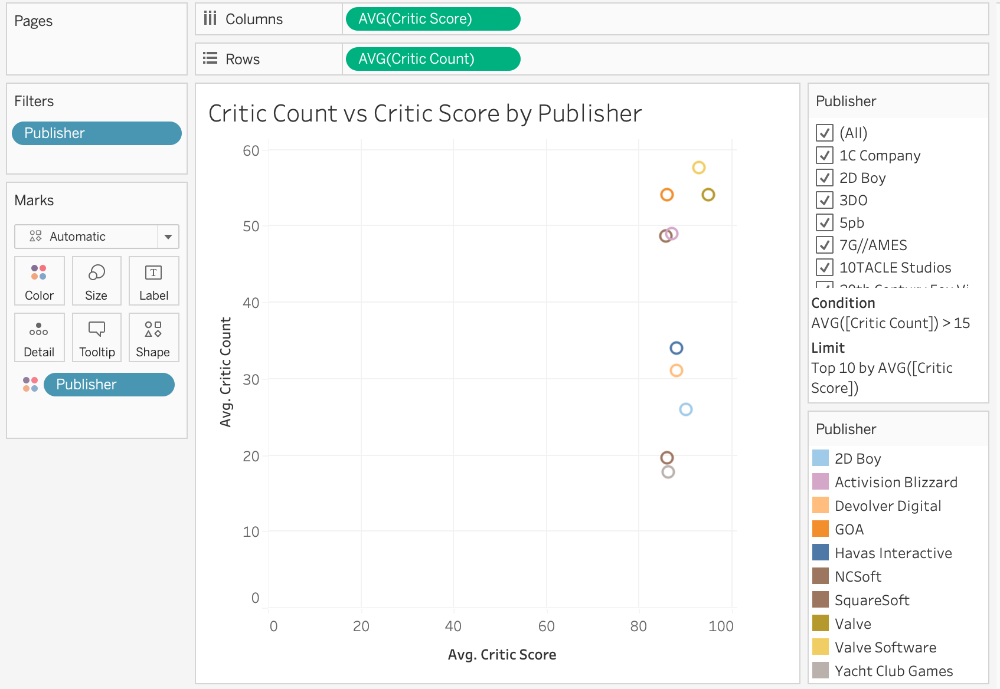 Pages
Columns
AVG(Critic Score)
Rows
AVG(Critic Count)
Filters
Publisher
Marks
Automatic
Color
Size
Label
Detail
Tooltip
Shape
Publisher
Critic Count vs Critic Score by Publisher
60
50
40
30
20
10
0
Avg. Critic Count
0 20 40 60 80 100
Avg. Critic Score
Publisher
(All)
1C Company
2D Boy
3DO
5pb
7G//AMES
10TACLE Studios
Condition
AVG([Critic Count]) > 15
Limit
Top 10 by AVG([Critic
Score])
Publisher
2D Boy
Activision Blizzard
Devolver Digital
GOA
Havas Interactive
NCSoft
SquareSoft
Valve
Valve Software
Yacht Club Games